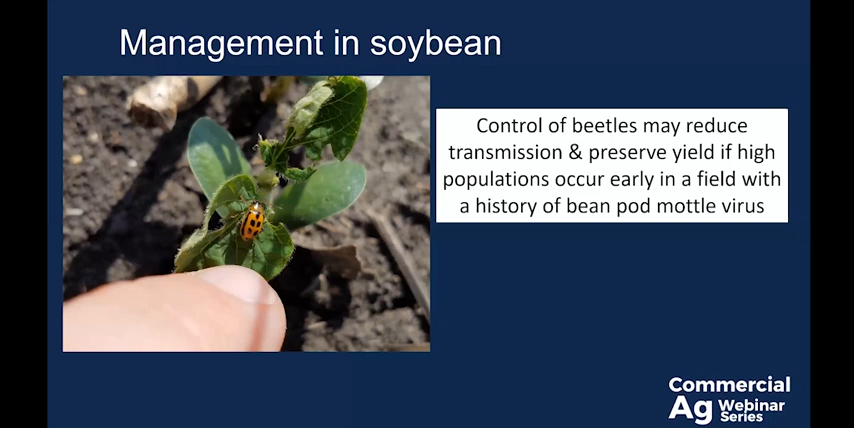 Management in soybean
Control of beetles may reduce
transmission & preserve yield if high
populations occur early in a field with
a history of bean pod mottle virus
Commercial
Ag Webinar
Series